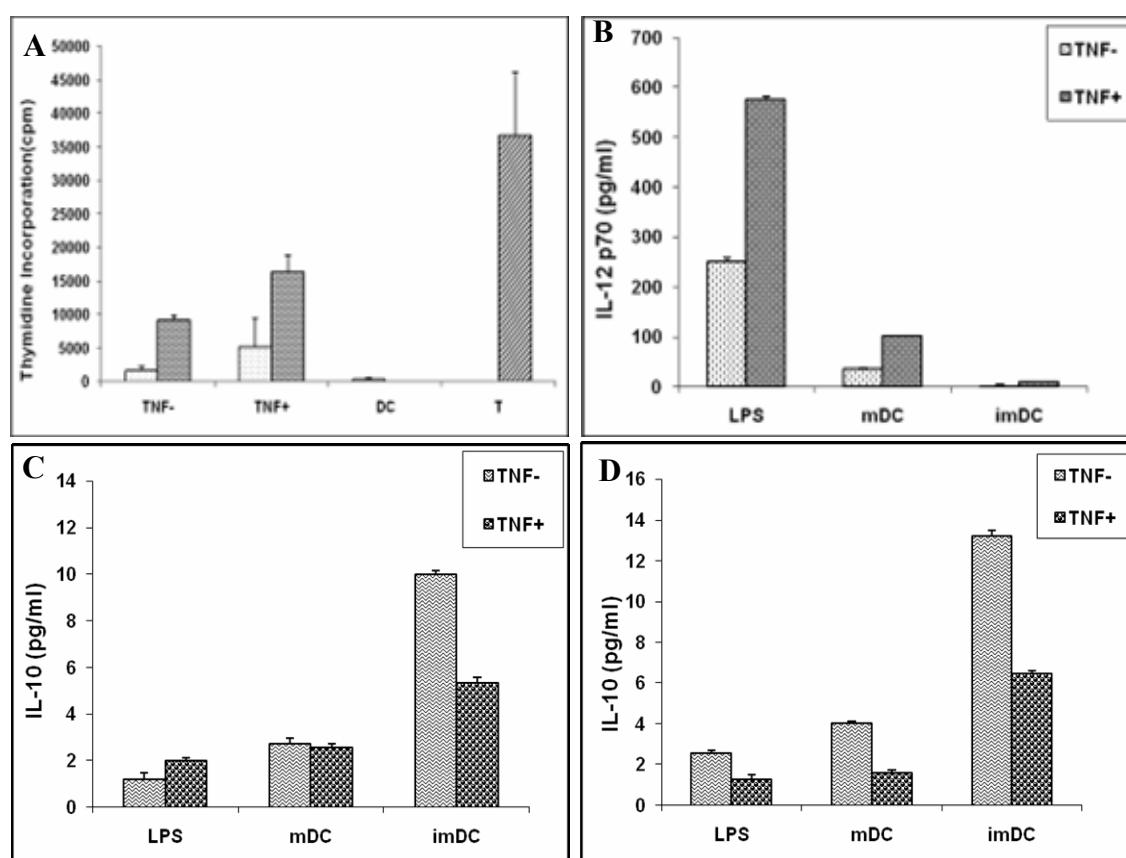 A
Thymidine Incorporation(cpm)
50000
45000
40000
35000
30000
25000
20000
15000
10000
5000
0
TNF- TNF+ DC T
B
IL-12 p70 (pg/ml)
700
600
500
400
300
200
100
0
LPS mDC imDC
TNF-
TNF+
C
IL-10 (pg/ml)
14
12
10
8
6
4
2
0
LPS mDC imDC
TNF-
TNF+
D
IL-10 (pg/ml)
16
14
12
10
8
6
4
2
0
LPS mDC imDC
TNF-
TNF+